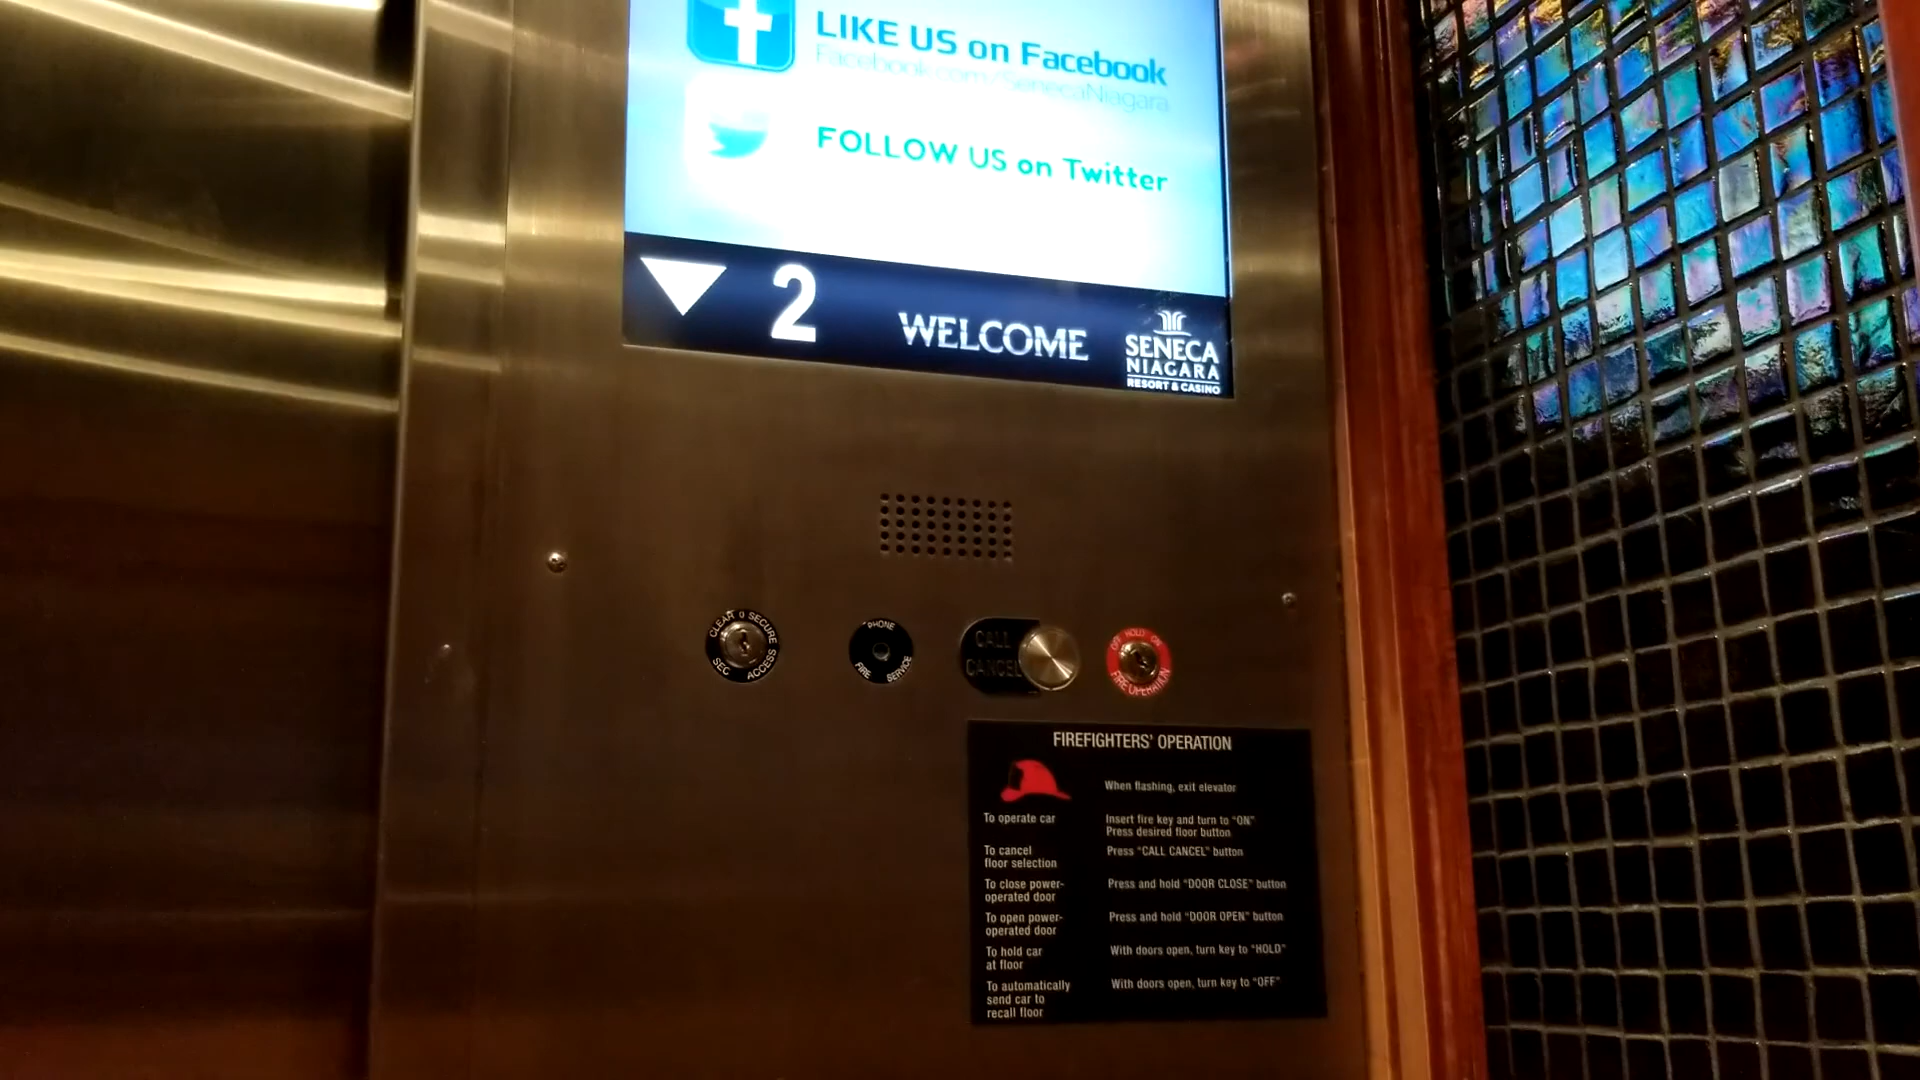 LIKE US on Facebook
Facebook.com/SenecaNiagara
FOLLOW US on Twitter
2
WELCOME
SENECA
NIAGARA
RESORT & CASINO
CLEAR 0 SECURE
SEC ACCESS
PHONE
FIRE SERVICE
CALL
CANCEL
OFF HOLD ON
FIRE OPERATION
FIREFIGHTERS' OPERATION
When flashing, exit elevator
To operate car
Insert fire key and turn to "ON"
Press desired floor button
To cancel
floor selection
Press "CALL CANCEL" button
To close power-
operated door
Press and hold "DOOR CLOSE" button
To open power-
operated door
Press and hold "DOOR OPEN" button
To hold car
at floor
With doors open, turn key to "HOLD"
To automatically
send car to
recall floor
With doors open, turn key to "OFF"